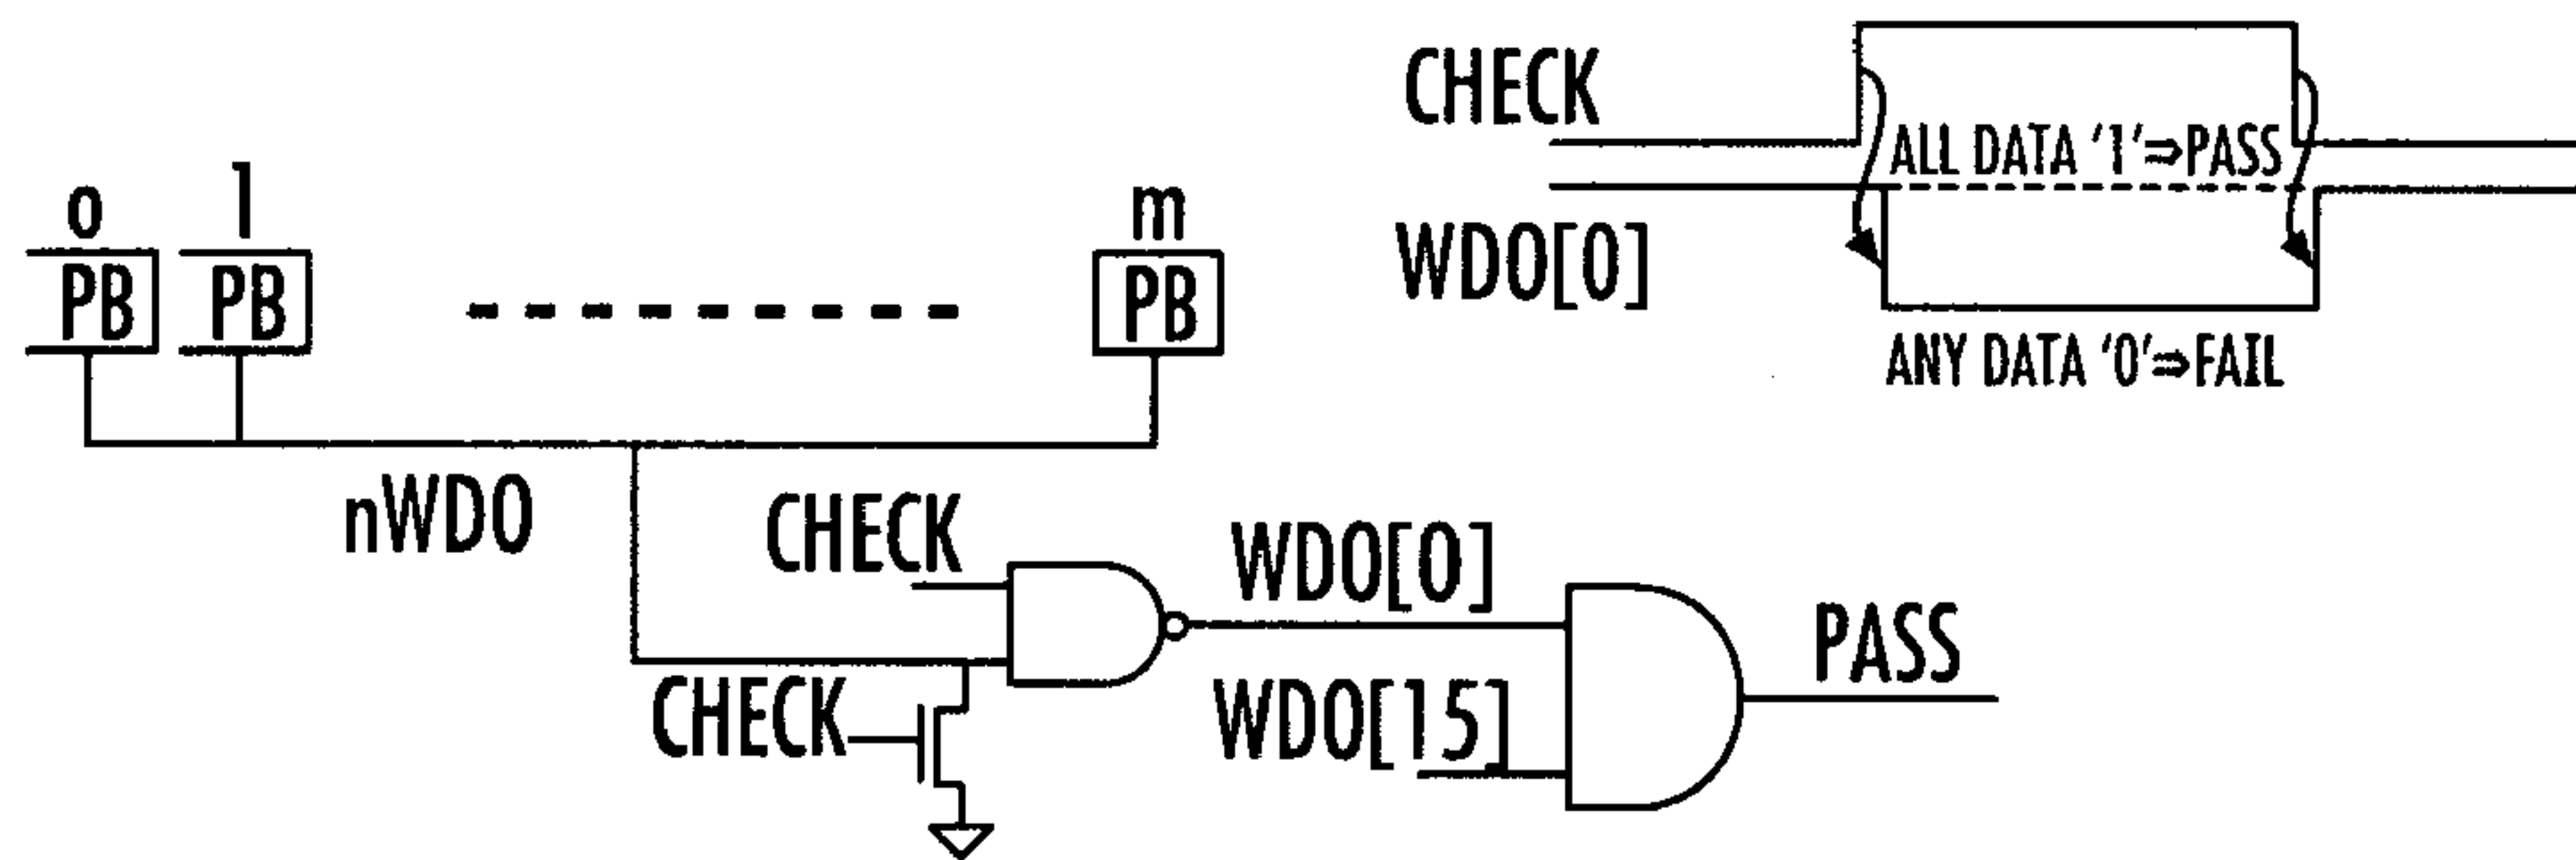 o 1 m
PB PB PB
nWDO
CHECK
CHECK
WDO[0]
WDO[15]
PASS
CHECK
ALL DATA '1'⇒PASS
WDO[0]
ANY DATA '0'⇒FAIL